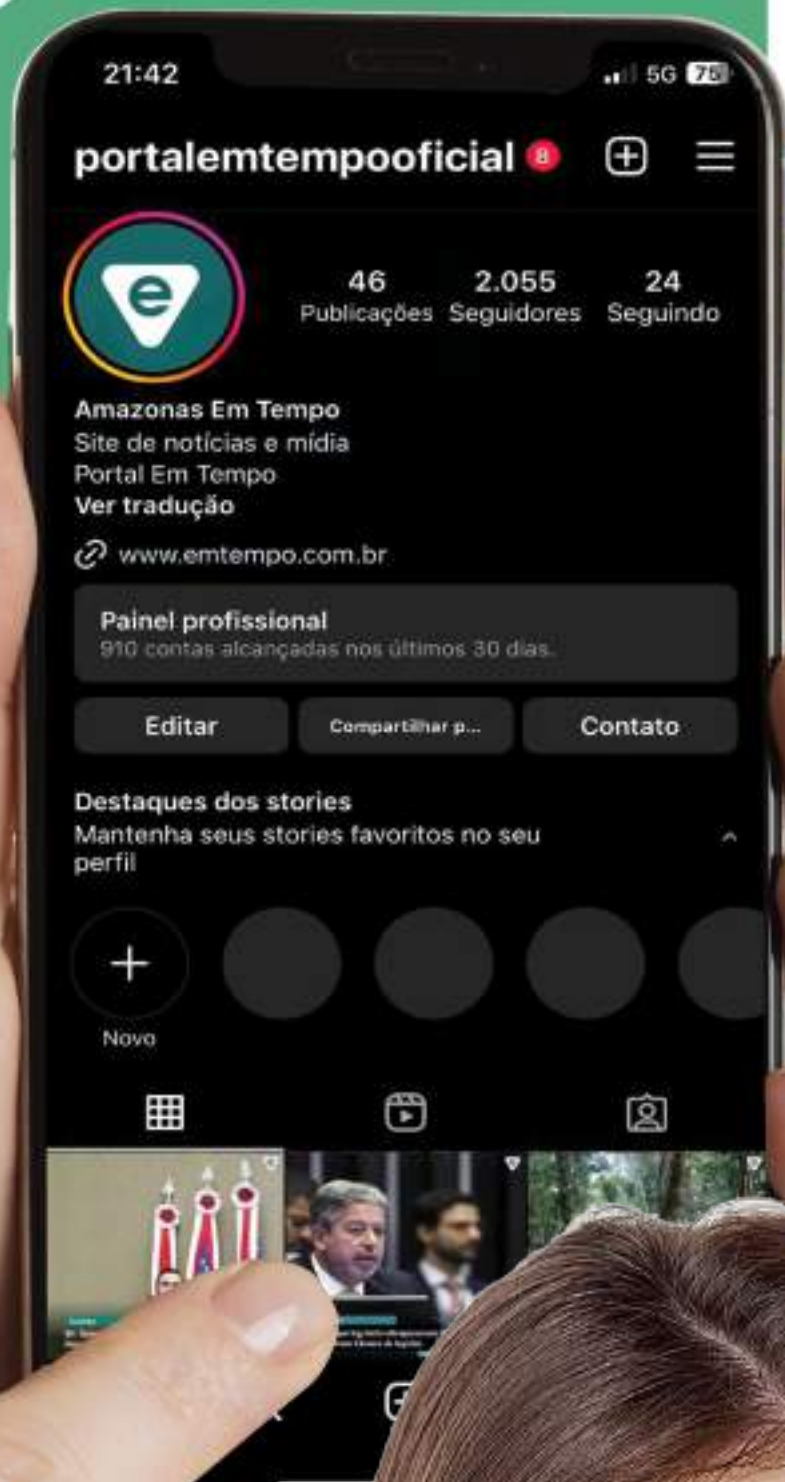 21:42
5G 75
portalemtempooficial 8
e
46 2.055 24
Publicações Seguidores Seguindo
Amazonas Em Tempo
Site de notícias e mídia
Portal Em Tempo
Ver tradução
www.emtempo.com.br
Painel profissional
910 contas alcançadas nos últimos 30 dias.
Editar Compartilhar p... Contato
Destaques dos stories
Mantenha seus stories favoritos no seu
perfil
Novo